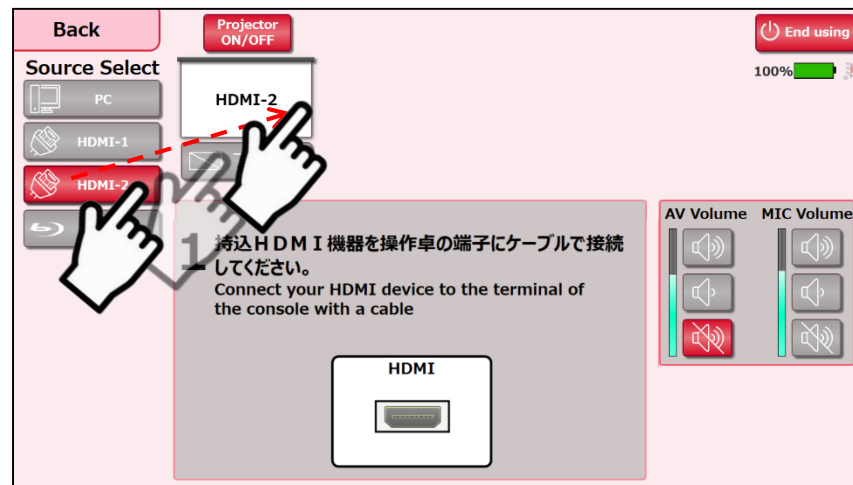 Back
Projector
ON/OFF
End using
100%
Source Select
PC
HDMI-1
HDMI-2
HDMI-2
AV Volume
MIC Volume
1
持込ＨＤＭＩ機器を操作卓の端子にケーブルで接続
してください。
Connect your HDMI device to the terminal of
the console with a cable
HDMI